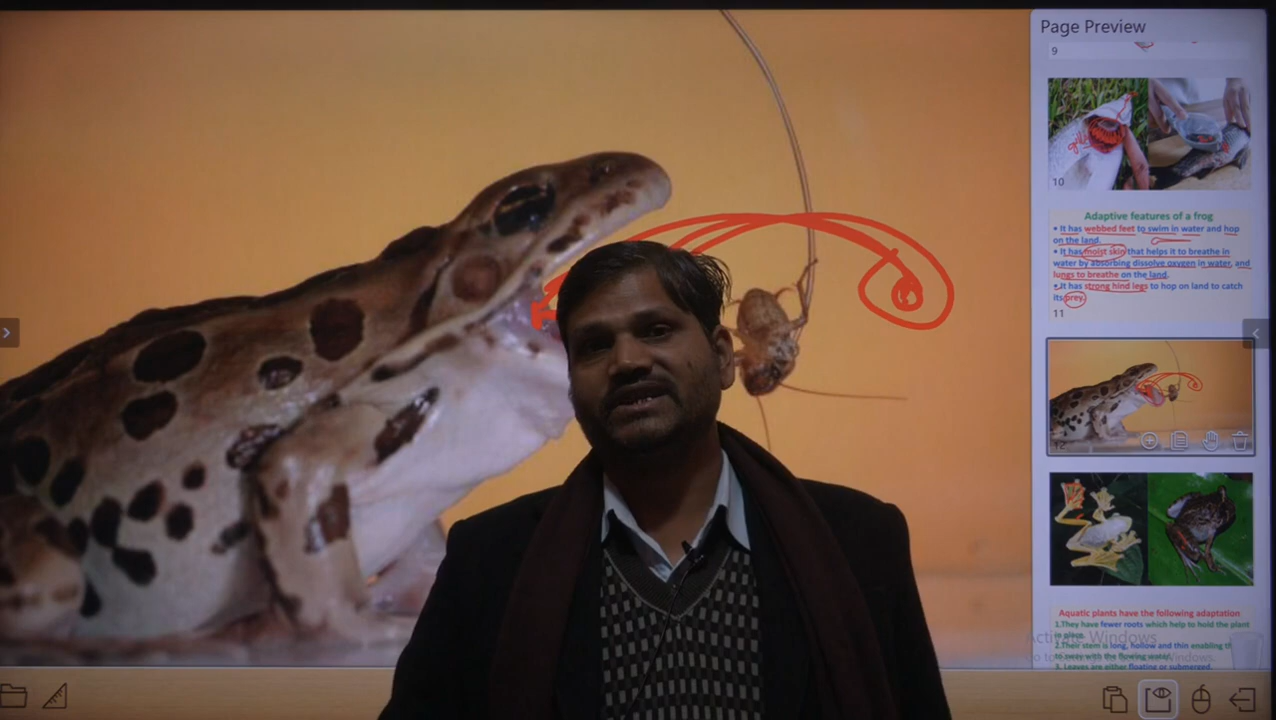 Page Preview
9
10
Adaptive features of a frog
• It has webbed feet to swim in water and hop
on the land.
• It has moist skin that helps it to breathe in
water by absorbing dissolve oxygen in water, and
lungs to breathe on the land.
• It has strong hind legs to hop on land to catch
its prey.
11
12
Aquatic plants have the following adaptation
1.They have fewer roots which help to hold the plant
in place.
2.Their stem is long, hollow and thin enabling
to away with the flowing water.
3. Leaves are either floating or submerged.
Activate Windows
Go to Windows.